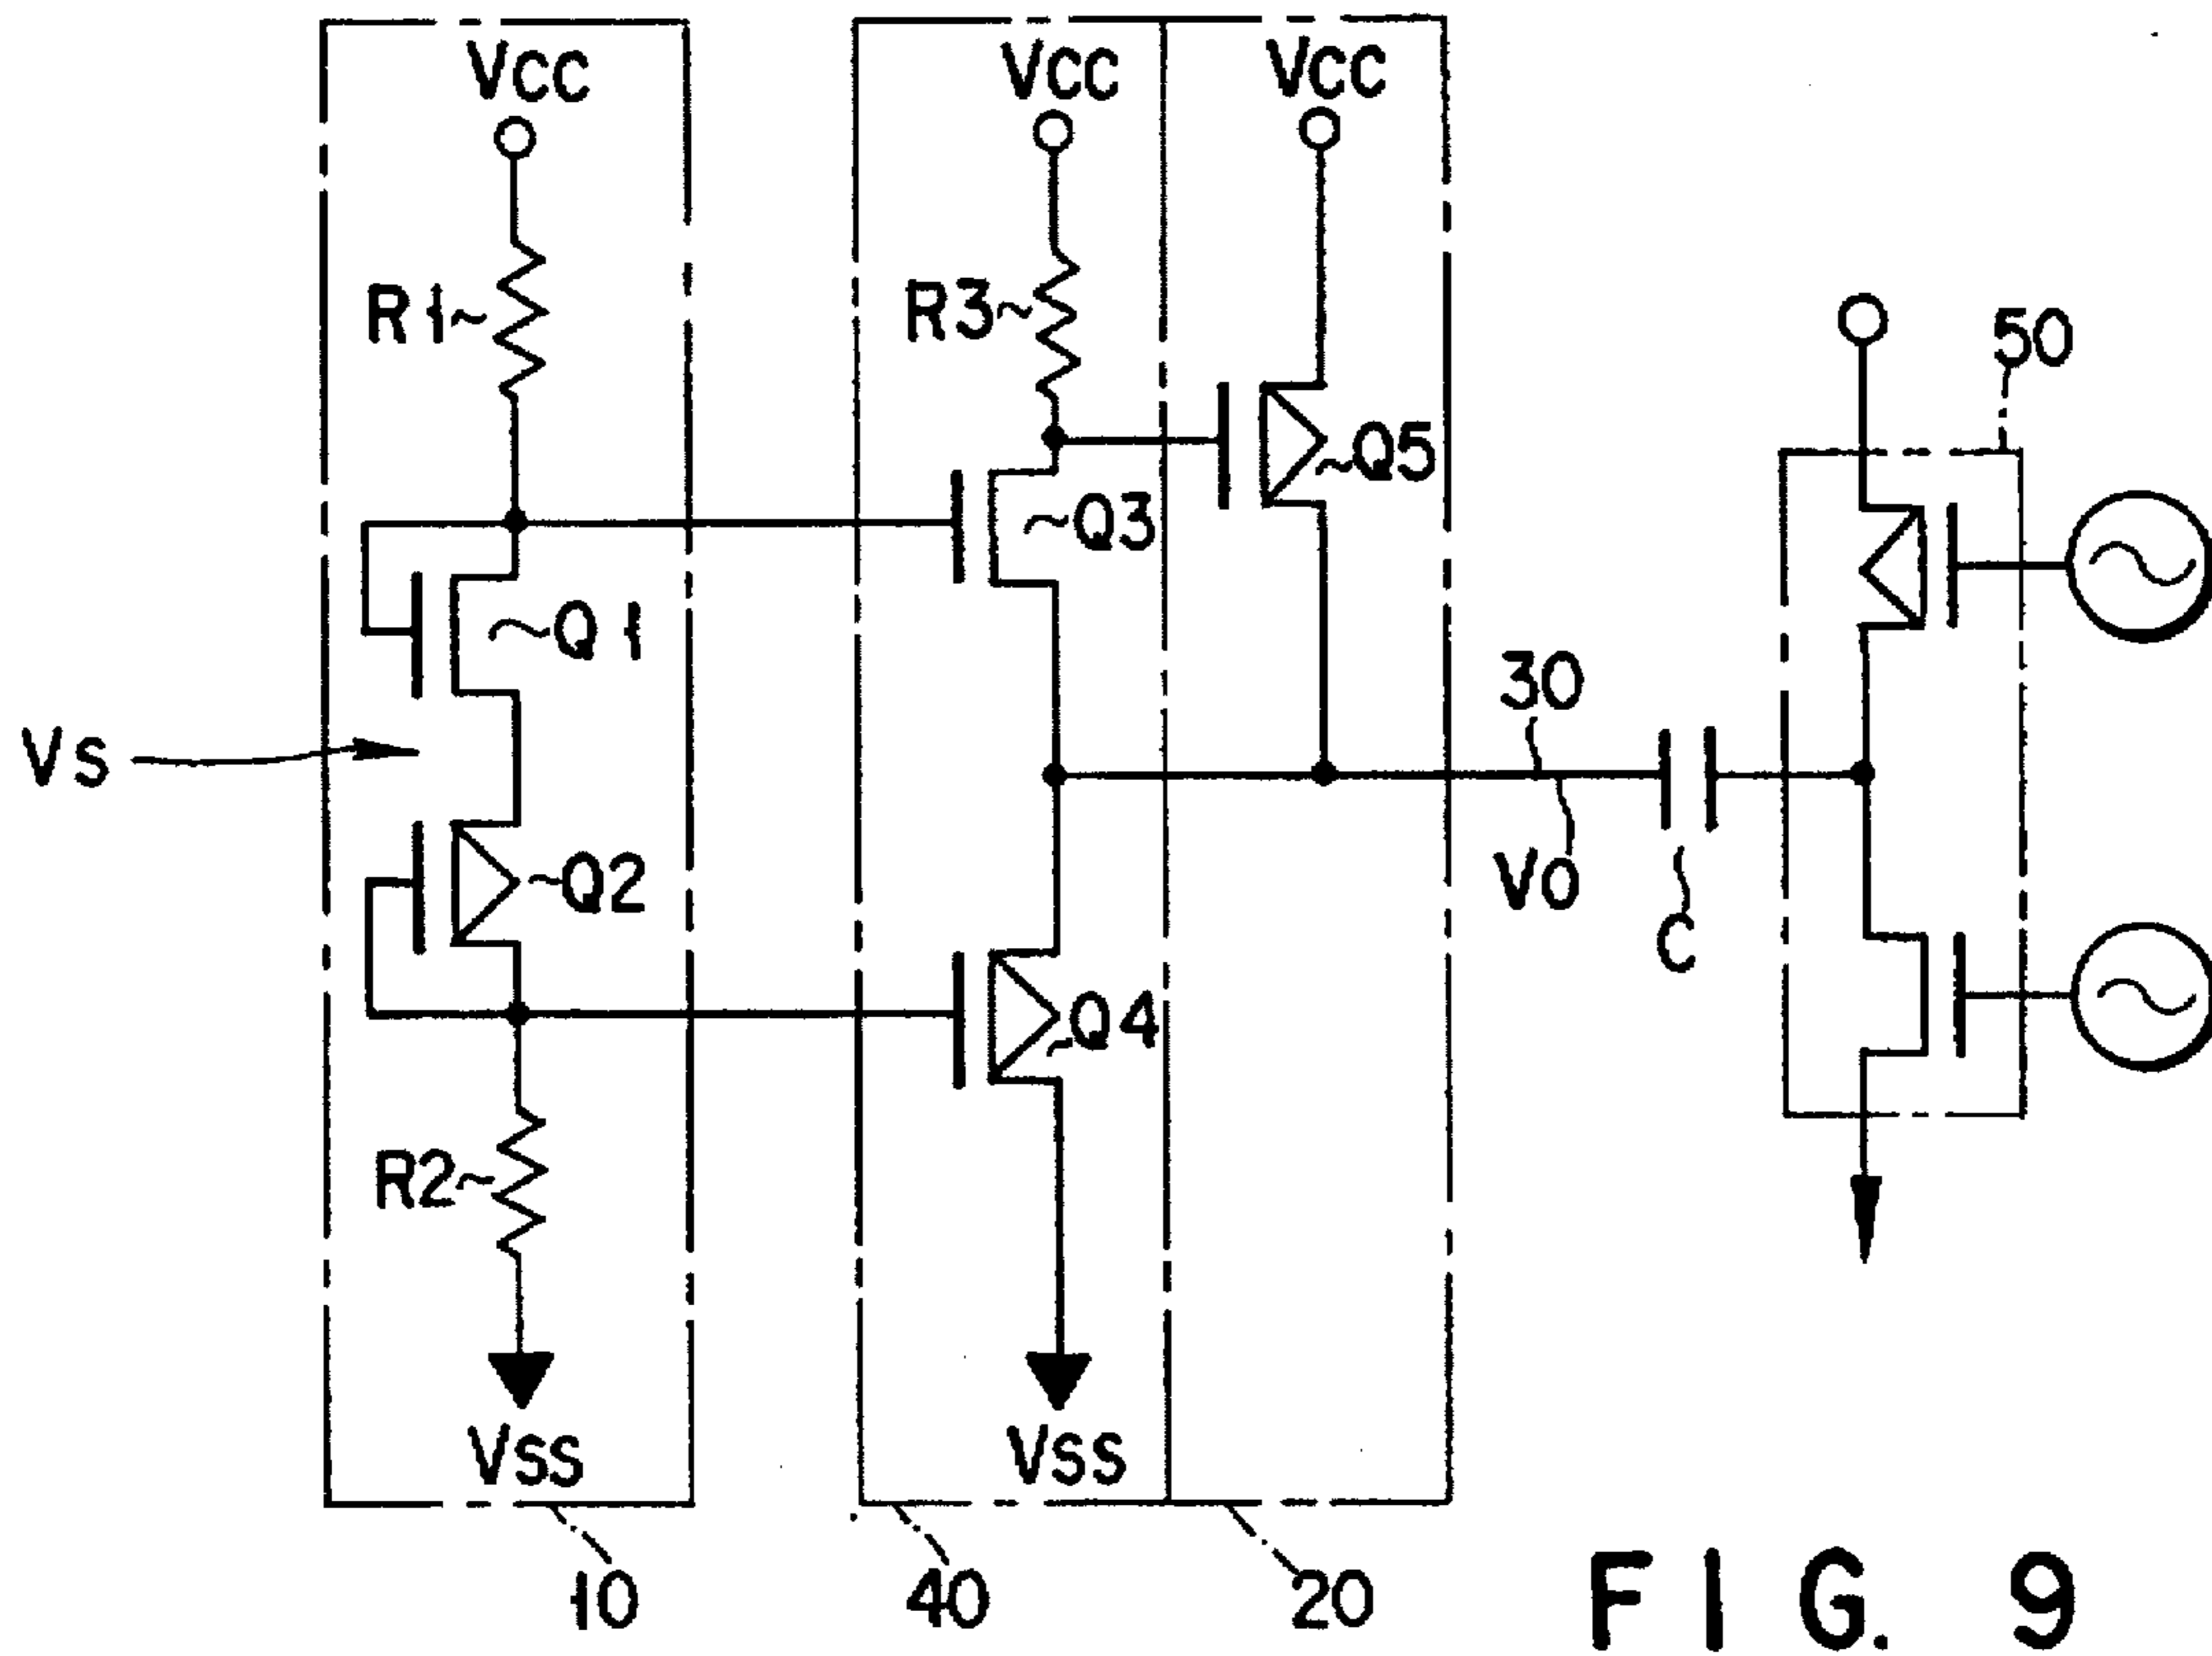 VCC VCC VCC
R1 R3 50
Q5
Q3
Q1
30
VS
VO
Q2
C
Q4
R2
VSS VSS
10 40 20
FIG. 9